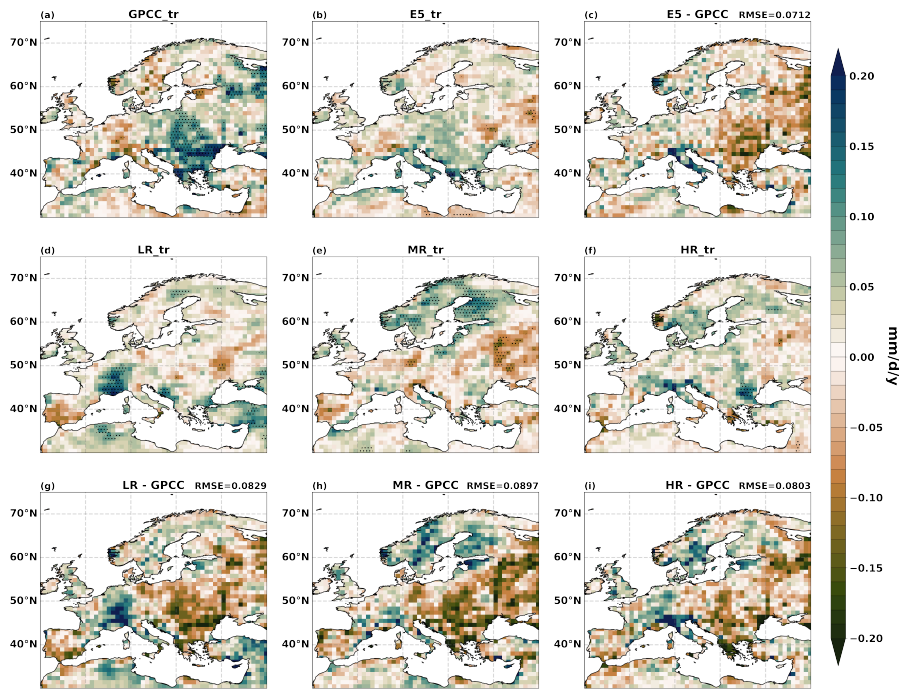 (a) GPCC_tr
(b) E5_tr
(c) E5 - GPCC RMSE=0.0712
70°N
60°N
50°N
40°N
(d) LR_tr
(e) MR_tr
(f) HR_tr
70°N
60°N
50°N
40°N
(g) LR - GPCC RMSE=0.0829
(h) MR - GPCC RMSE=0.0897
(i) HR - GPCC RMSE=0.0803
70°N
60°N
50°N
40°N
70°N
60°N
50°N
40°N
70°N
60°N
50°N
40°N
70°N
60°N
50°N
40°N
70°N
60°N
50°N
40°N
70°N
60°N
50°N
40°N
70°N
60°N
50°N
40°N
0.20
0.15
0.10
0.05
0.00
−0.05
−0.10
−0.15
−0.20
mm/d/y